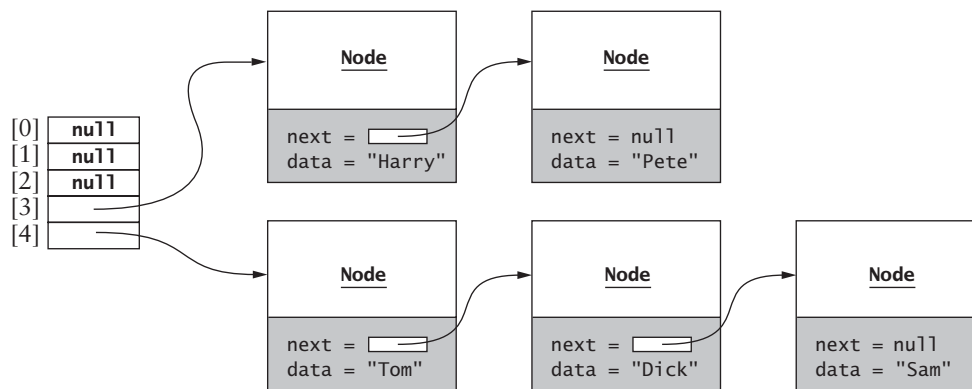 Node
Node
next =
data = "Harry"
next = null
data = "Pete"
[0] null
[1] null
[2] null
[3]
[4]
Node
Node
Node
next =
data = "Tom"
next =
data = "Dick"
next = null
data = "Sam"